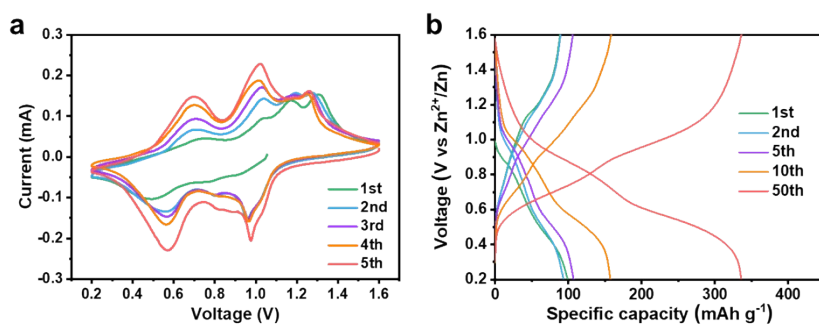 a
0.3
0.2
0.1
0.0
-0.1
-0.2
-0.3
Current (mA)
1st
2nd
3rd
4th
5th
0.2 0.4 0.6 0.8 1.0 1.2 1.4 1.6
Voltage (V)
b
1.6
1.4
1.2
1.0
0.8
0.6
0.4
0.2
Voltage (V vs Zn²⁺/Zn)
1st
2nd
5th
10th
50th
0 100 200 300 400
Specific capacity (mAh g⁻¹)